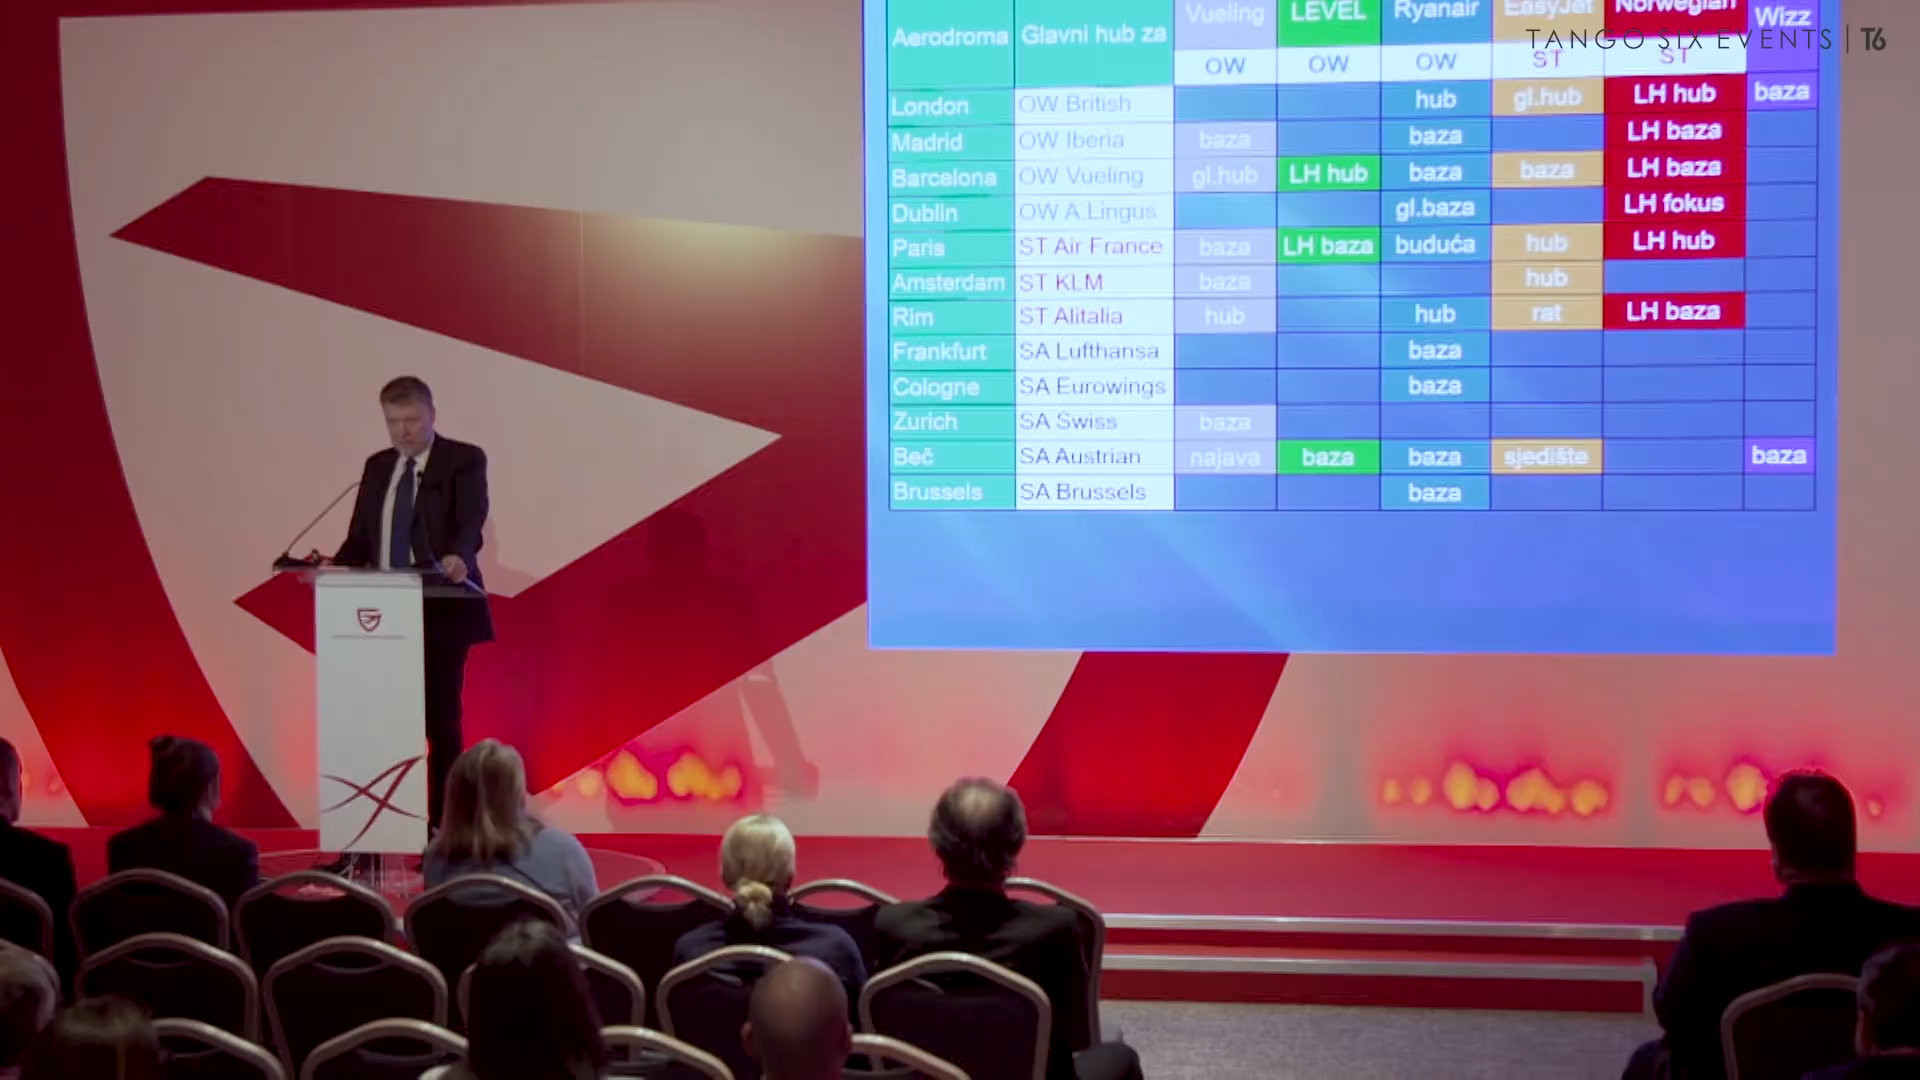 Aerodroma Glavni hub za Vueling LEVEL Ryanair EasyJet Norwegian Wizz
TANGO SIX EVENTS | T6
OW OW OW ST ST
London OW British hub gl.hub LH hub baza
Madrid OW Iberia baza baza LH baza
Barcelona OW Vueling gl.hub LH hub baza baza LH baza
Dublin OW A.Lingus gl.baza LH fokus
Paris ST Air France baza LH baza buduća hub LH hub
Amsterdam ST KLM baza hub
Rim ST Alitalia hub hub rat LH baza
Frankfurt SA Lufthansa baza
Cologne SA Eurowings baza
Zurich SA Swiss baza
Beč SA Austrian najava baza baza sjedište baza
Brussels SA Brussels baza